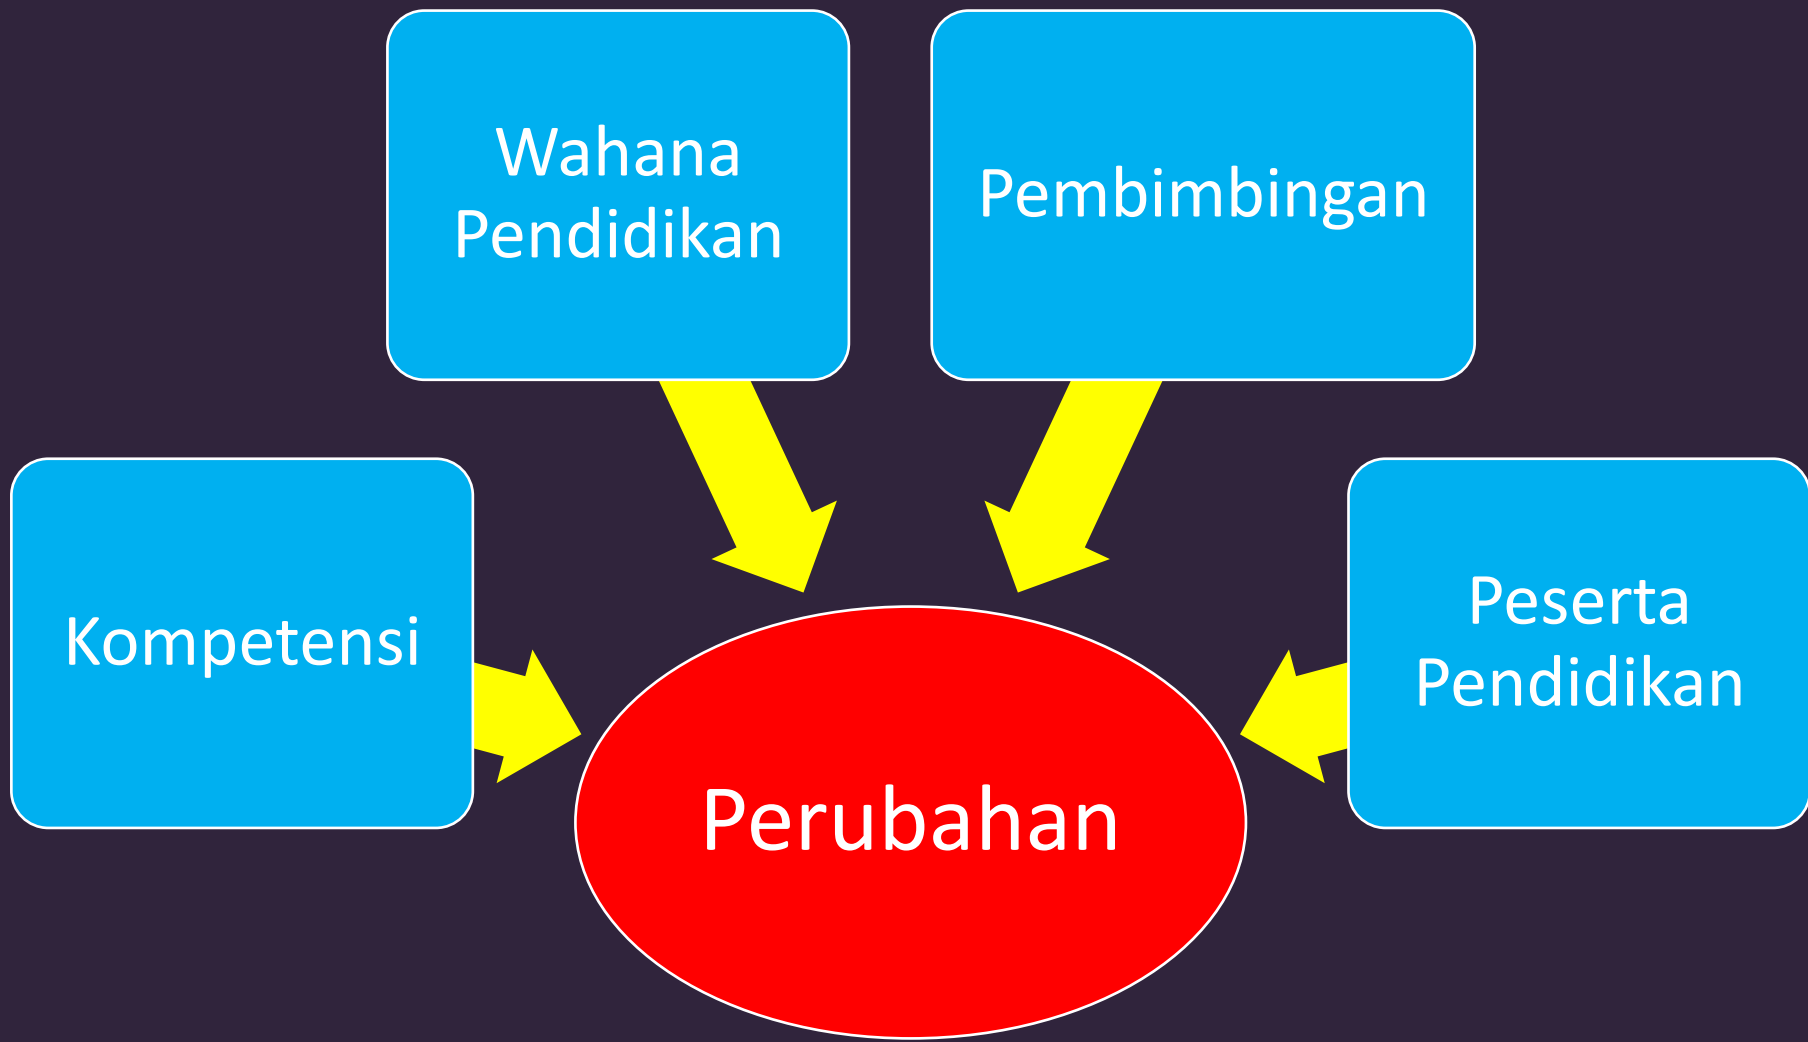 Wahana
Pendidikan
Pembimbingan
Kompetensi
Peserta
Pendidikan
Perubahan